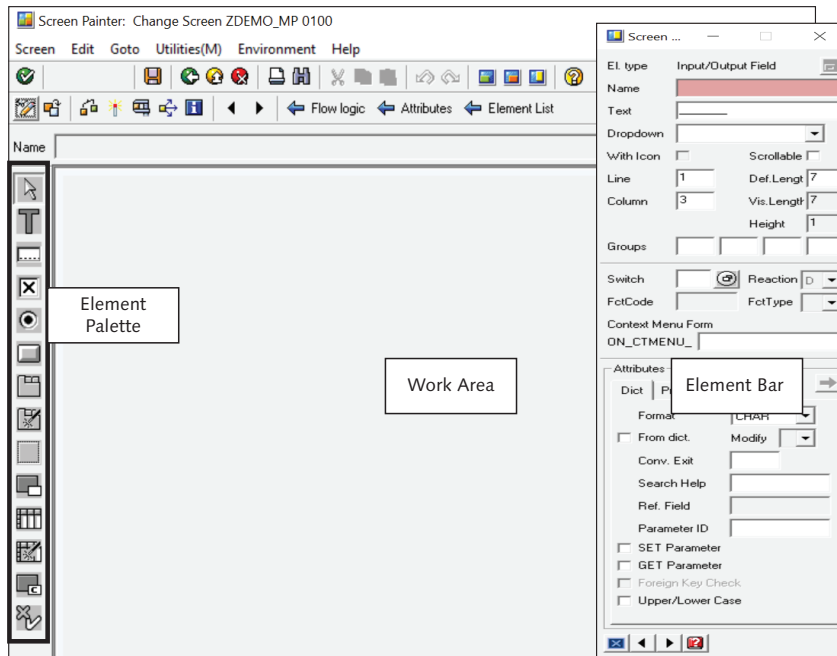 Screen Painter: Change Screen ZDEMO_MP 0100
Screen Edit Goto Utilities(M) Environment Help
Flow logic Attributes Element List
Name
T
Element
Palette
Work Area
C
Screen ...
El. type Input/Output Field
Name
Text _______
Dropdown
With Icon Scrollable
Line 1 Def.Lengt 7
Column 3 Vis.Length 7
Height 1
Groups
Switch Reaction D
FctCode FctType
Context Menu Form
ON_CTMENU_
Attributes
Dict P
Element Bar
Format CHAR
From dict. Modify
Conv. Exit
Search Help
Ref. Field
Parameter ID
SET Parameter
GET Parameter
Foreign Key Check
Upper/Lower Case